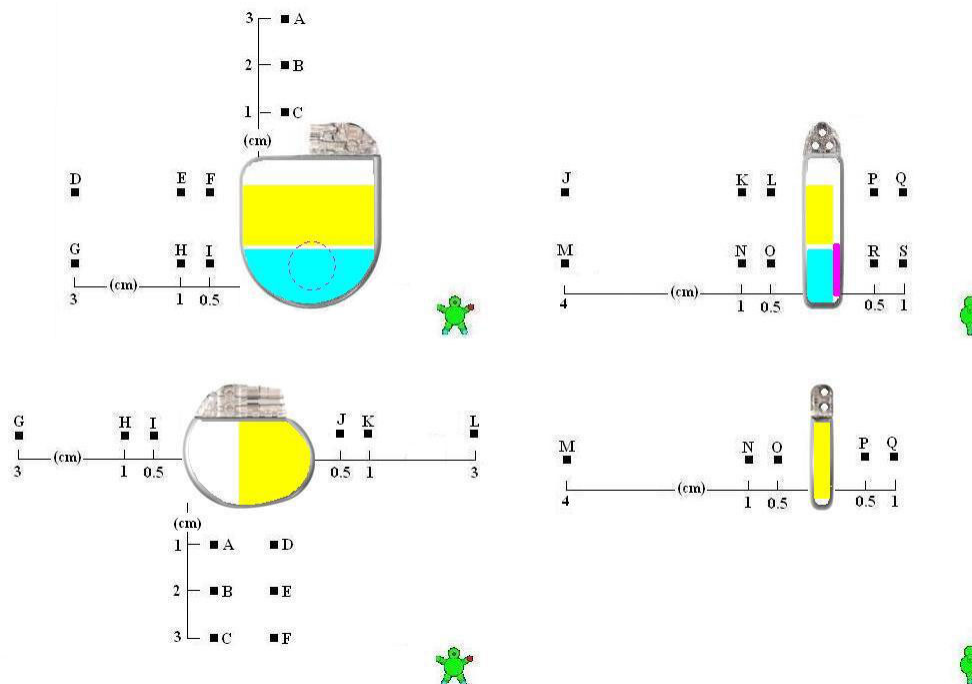 3 A
2 B
1 C
(cm)
D E F
G H I
(cm)
3 1 0.5
J K L P Q
M N O R S
(cm)
4 1 0.5 0.5 1
G H I J K L
(cm)
3 1 0.5 0.5 1 3
(cm)
1 A D
2 B E
3 C F
M N O P Q
(cm)
4 1 0.5 0.5 1